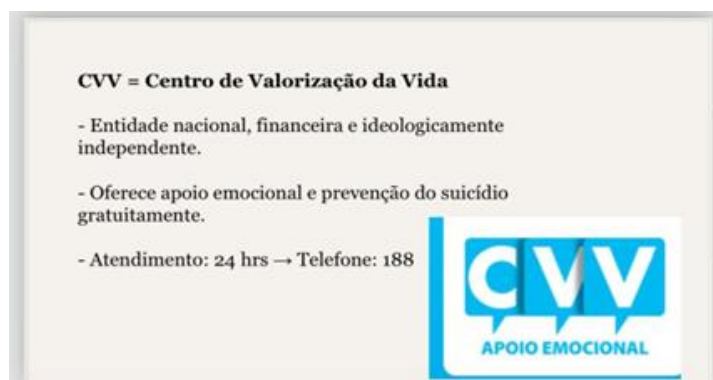 CVV = Centro de Valorização da Vida
- Entidade nacional, financeira e ideologicamente
independente.
- Oferece apoio emocional e prevenção do suicídio
gratuitamente.
- Atendimento: 24 hrs → Telefone: 188
CVV
APOIO EMOCIONAL